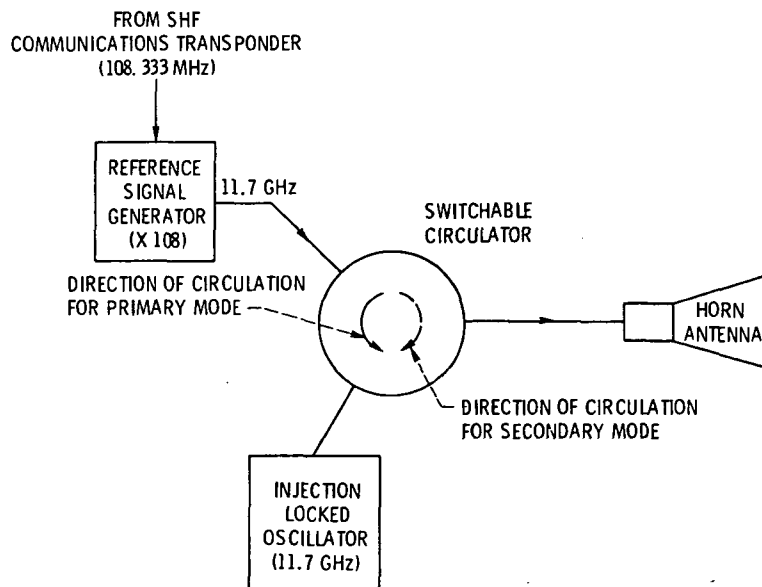 FROM SHF
COMMUNICATIONS TRANSPONDER
(108.333 MHz)
REFERENCE
SIGNAL
GENERATOR
(X 108)
11.7 GHz
SWITCHABLE
CIRCULATOR
DIRECTION OF CIRCULATION
FOR PRIMARY MODE
HORN
ANTENNA
DIRECTION OF CIRCULATION
FOR SECONDARY MODE
INJECTION
LOCKED
OSCILLATOR
(11.7 GHz)